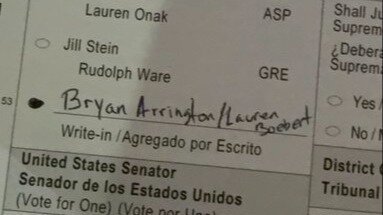 Lauren Onak ASP
Jill Stein
Rudolph Ware GRE
53 Bryan Arrington/Lauren
Boebert
Write-in / Agregado por Escrito
United States Senator
Senador de los Estados Unidos
(Vote for One) (Vote por Uno)
Shall Ju
Suprem
¿Debera
Suprem
Yes /
No / N
District C
Tribunal